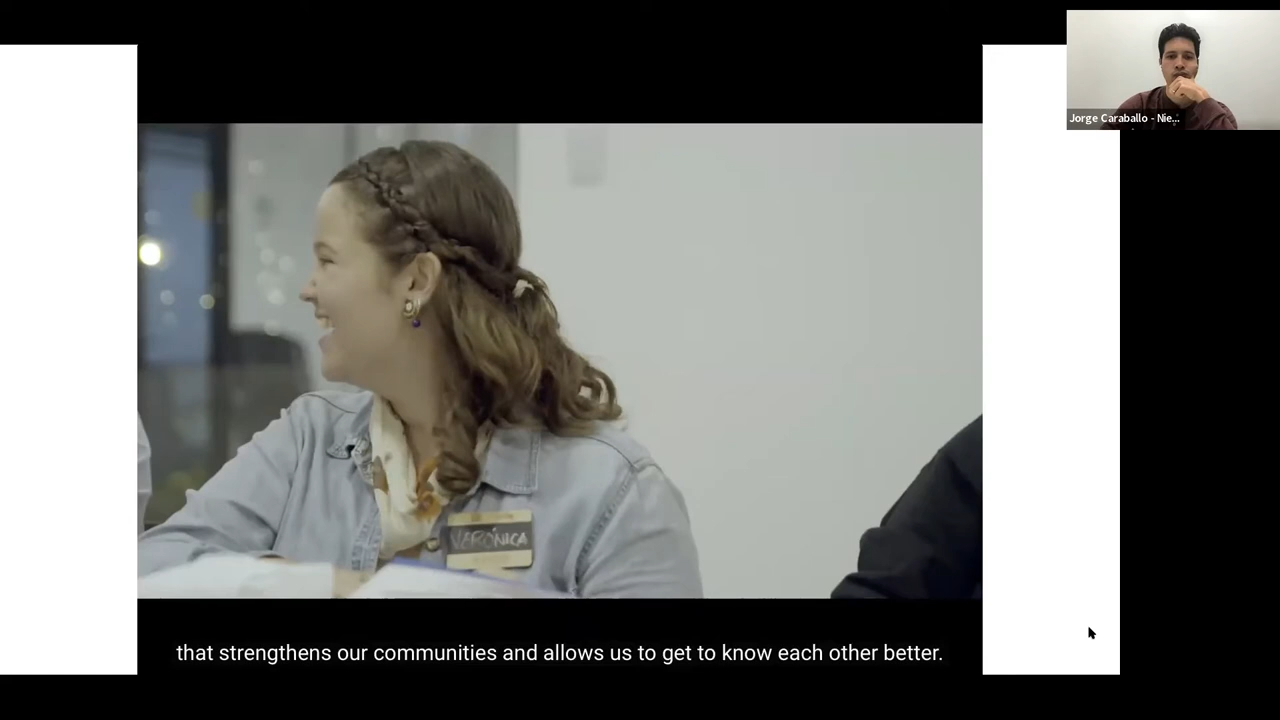 Jorge Caraballo - Nie...
VERÓNICA
that strengthens our communities and allows us to get to know each other better.